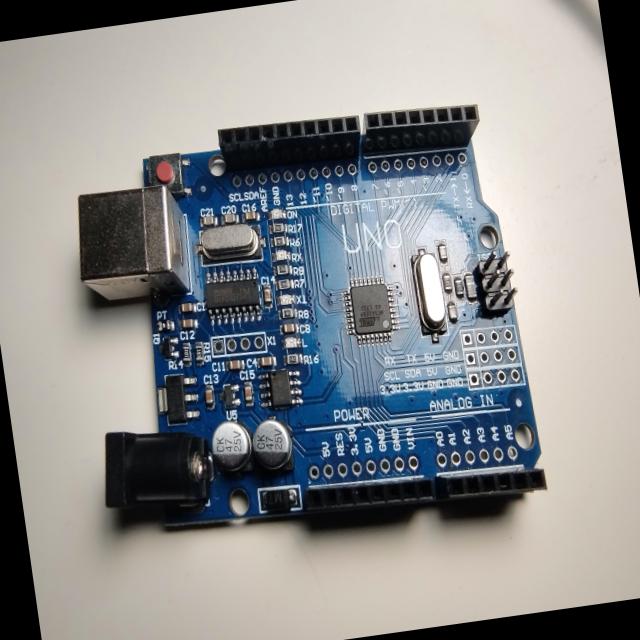 SCL SDA AREF GND 13 12 11 10 9 8
C21 C20 C16
ON
DIGITAL
R17
R6
UNO
RX
R9
C14
R7
R8
PT
C8
X1
L
R16
C11
C4
RX TX 5V GND
SCL SDA 5V GND
3.3V 3.3V GND GND
C13
C15
C12
POWER
ANALOG IN
5V RES 3.3V 5V GND GND VIN
A0 A1 A2 A3 A4 A5
CK
47
25V
CK
47
25V